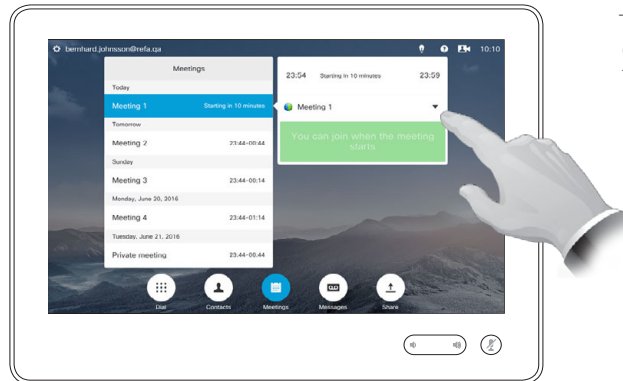 bernhard.johnsson@refa.qa
10:10
Meetings
Today
Meeting 1 Starting in 10 minutes
Tomorrow
Meeting 2 23:44-00:44
Sunday
Meeting 3 23:44-00:14
Monday, June 20, 2016
Meeting 4 23:44-01:14
Tuesday, June 21, 2016
Private meeting 23:44-00:44
23:54 Starting in 10 minutes 23:59
Meeting 1
You can join when the meeting
starts
Dial Contacts Meetings Messages Share